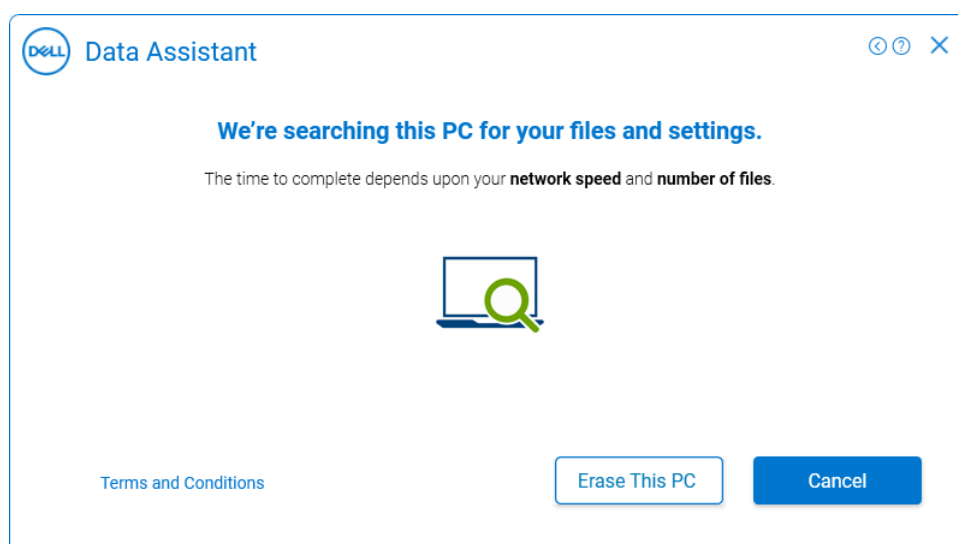 DELL Data Assistant
We’re searching this PC for your files and settings.
The time to complete depends upon your network speed and number of files.
Terms and Conditions
Erase This PC
Cancel